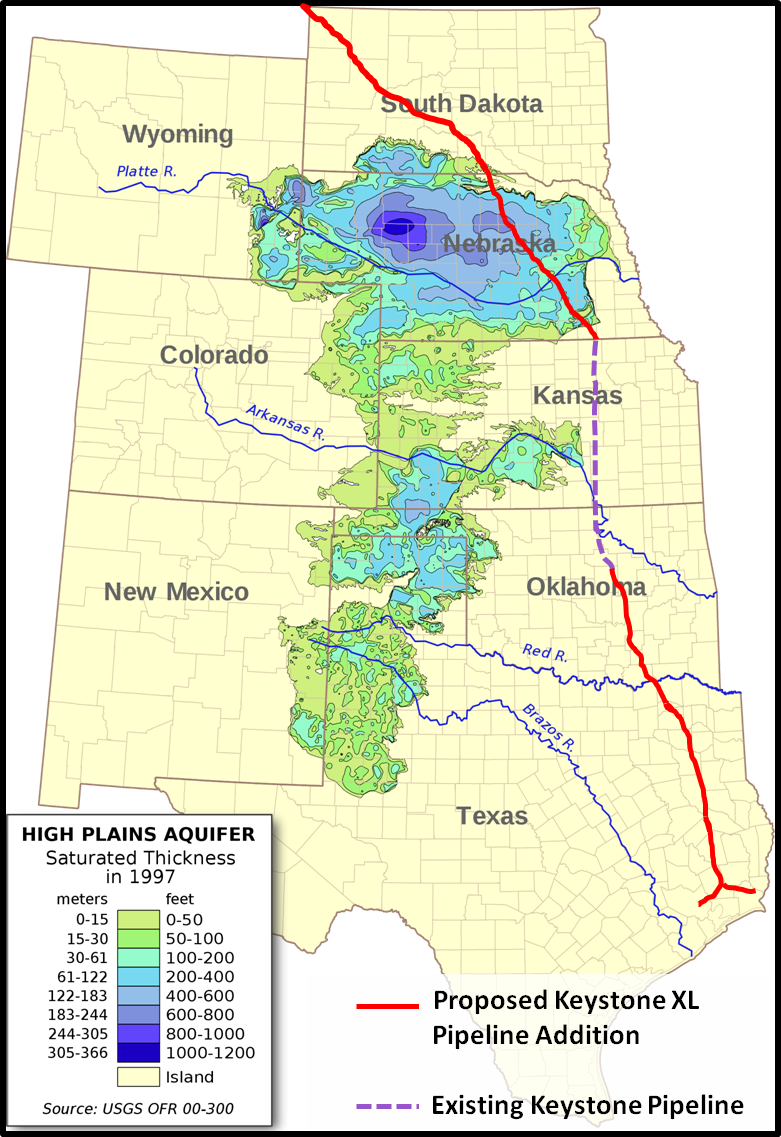 South Dakota
Wyoming
Platte R.
Nebraska
Colorado
Kansas
Arkansas R.
New Mexico
Oklahoma
Red R.
Brazos R.
Texas
HIGH PLAINS AQUIFER
Saturated Thickness
in 1997
meters feet
0-15 0-50
15-30 50-100
30-61 100-200
61-122 200-400
122-183 400-600
183-244 600-800
244-305 800-1000
305-366 1000-1200
Island
Source: USGS OFR 00-300
Proposed Keystone XL
Pipeline Addition
Existing Keystone Pipeline